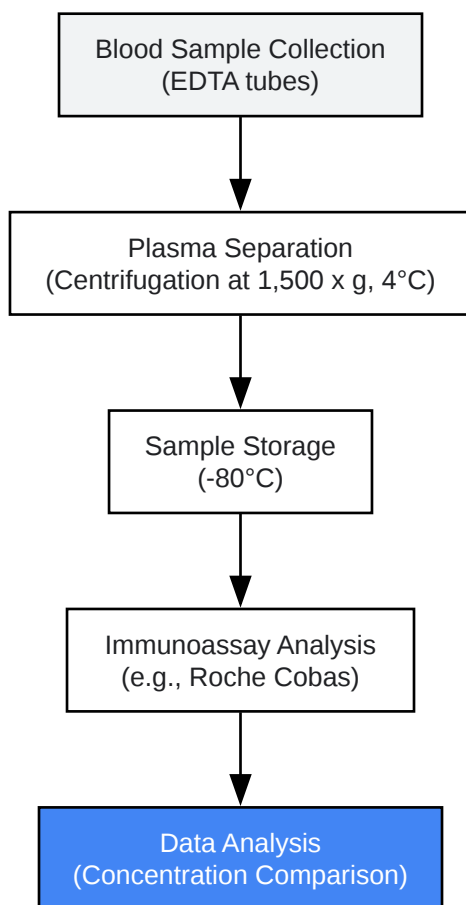 Blood Sample Collection
(EDTA tubes)
Plasma Separation
(Centrifugation at 1,500 x g, 4°C)
Sample Storage
(-80°C)
Immunoassay Analysis
(e.g., Roche Cobas)
Data Analysis
(Concentration Comparison)